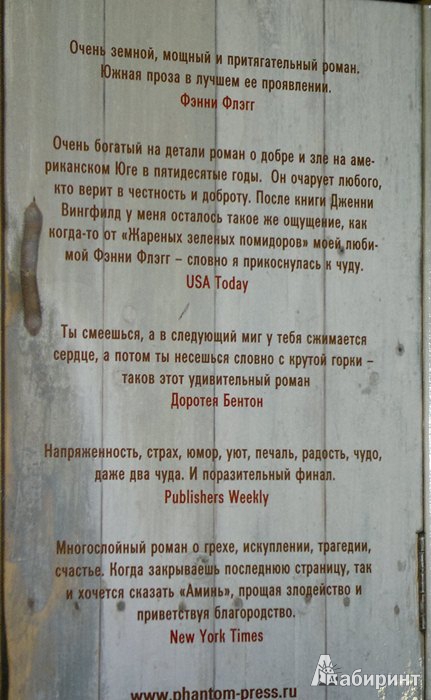 Очень земной, мощный и притягательный роман.
Южная проза в лучшем ее проявлении.
Фэнни Флэгг
Очень богатый на детали роман о добре и зле на аме-
риканском Юге в пятидесятые годы. Он очарует любого,
кто верит в честность и доброту. После книги Дженни
Вингфилд у меня осталось такое же ощущение, как
когда-то от «Жареных зеленых помидоров» моей люби-
мой Фэнни Флэгг – словно я прикоснулась к чуду.
USA Today
Ты смеешься, а в следующий миг у тебя сжимается
сердце, а потом ты несешься словно с крутой горки –
таков этот удивительный роман
Доротея Бентон
Напряженность, страх, юмор, уют, печаль, радость, чудо,
даже два чуда. И поразительный финал.
Publishers Weekly
Многослойный роман о грехе, искуплении, трагедии,
счастье. Когда закрываешь последнюю страницу, так
и хочется сказать «Аминь», прощая злодейство и
приветствуя благородство.
New York Times
www.phantom-press.ru
Лабиринт